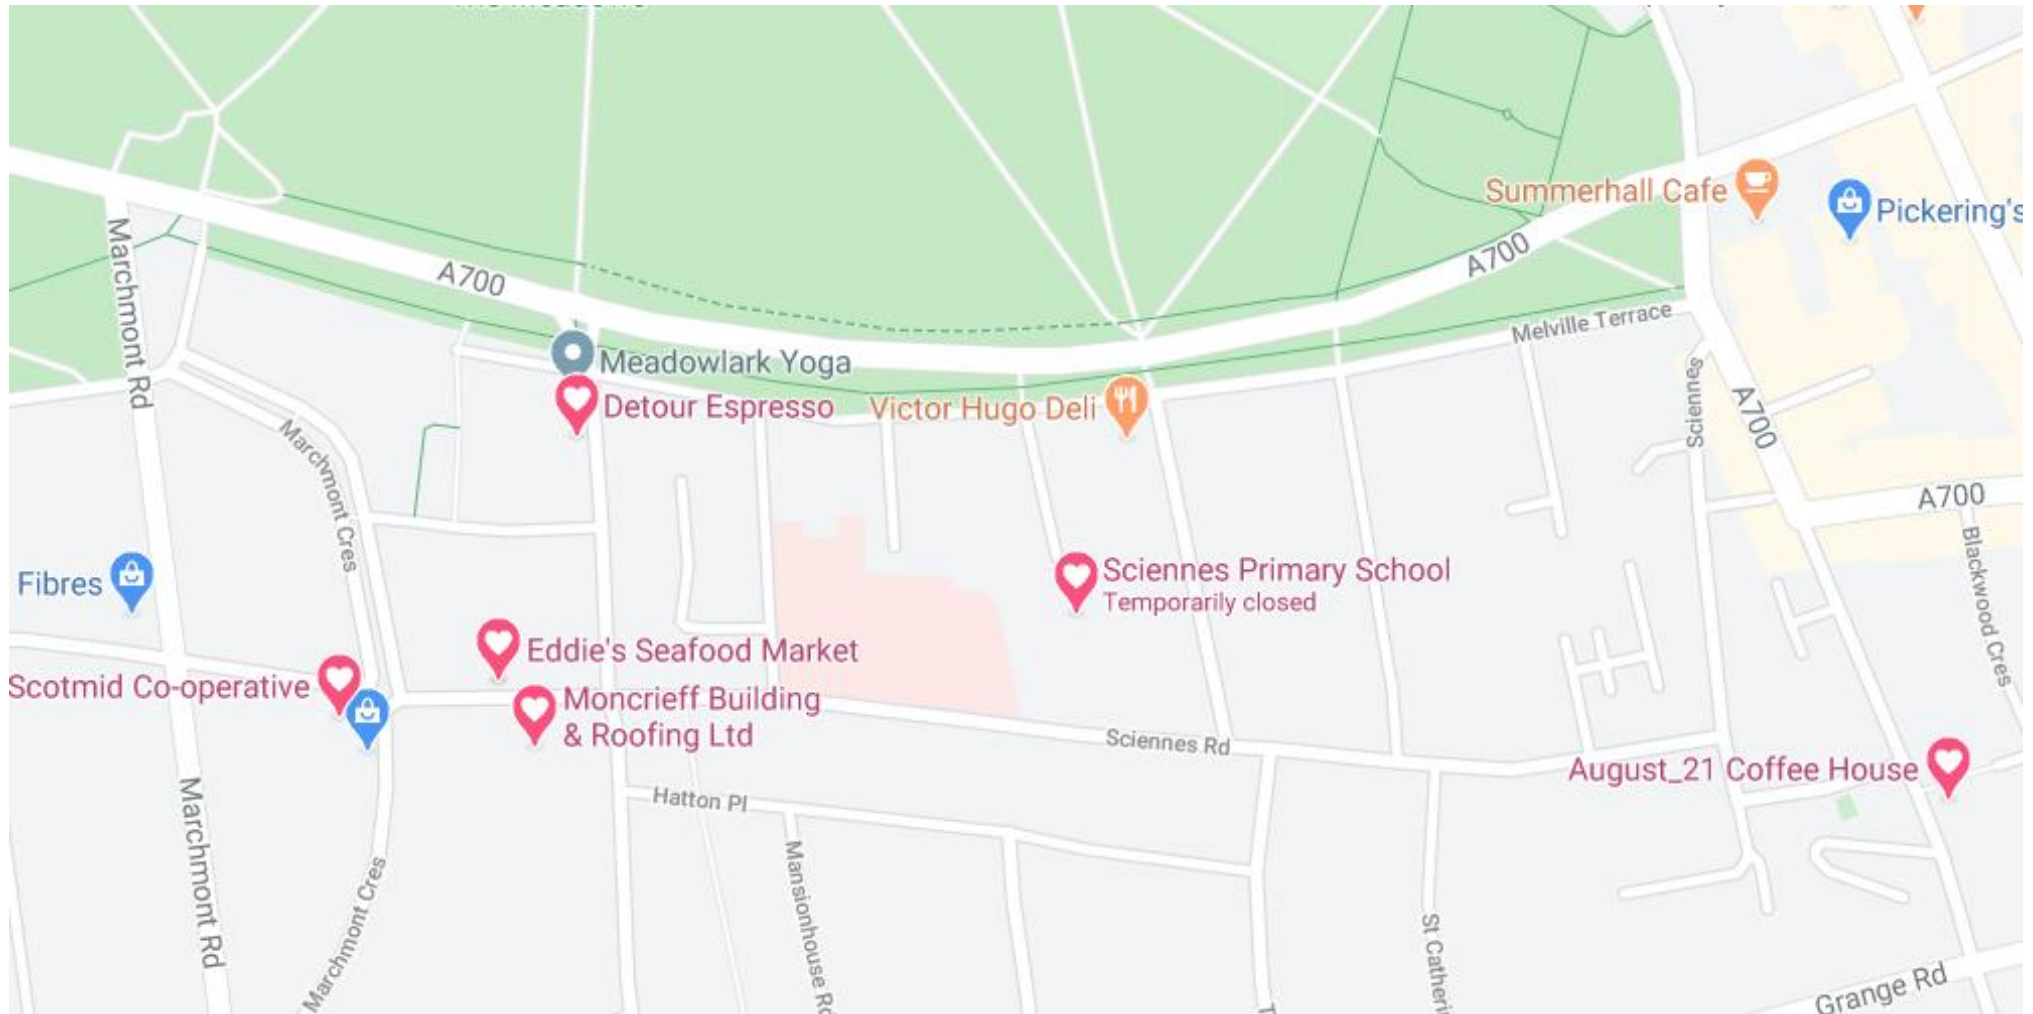 A700
A700
Summerhall Cafe
Pickering's
Marchmont Rd
Melville Terrace
Meadowlark Yoga
Detour Espresso
Victor Hugo Deli
Sciennes
A700
A700
Marchmont Cres
Blackwood Cres
Fibres
Sciennes Primary School
Temporarily closed
Eddie's Seafood Market
Scotmid Co-operative
Moncrieff Building
& Roofing Ltd
Sciennes Rd
August_21 Coffee House
Hatton Pl
Marchmont Rd
Marchmont Cres
Mansionhouse Rd
St Catheri
Grange Rd